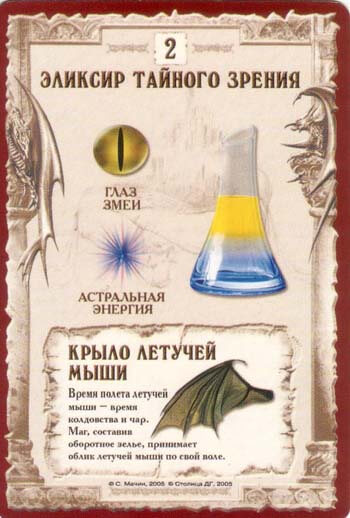 2
ЭЛИКСИР ТАЙНОГО ЗРЕНИЯ
ГЛАЗ
ЗМЕИ
АСТРАЛЬНАЯ
ЭНЕРГИЯ
КРЫЛО ЛЕТУЧЕЙ
МЫШИ
Время полета летучей
мыши — время
колдовства и чар.
Маг, составив
оборотное зелье, принимает
облик летучей мыши по свой воле.
© С. Мачин, 2005 © Столица ДГ, 2005